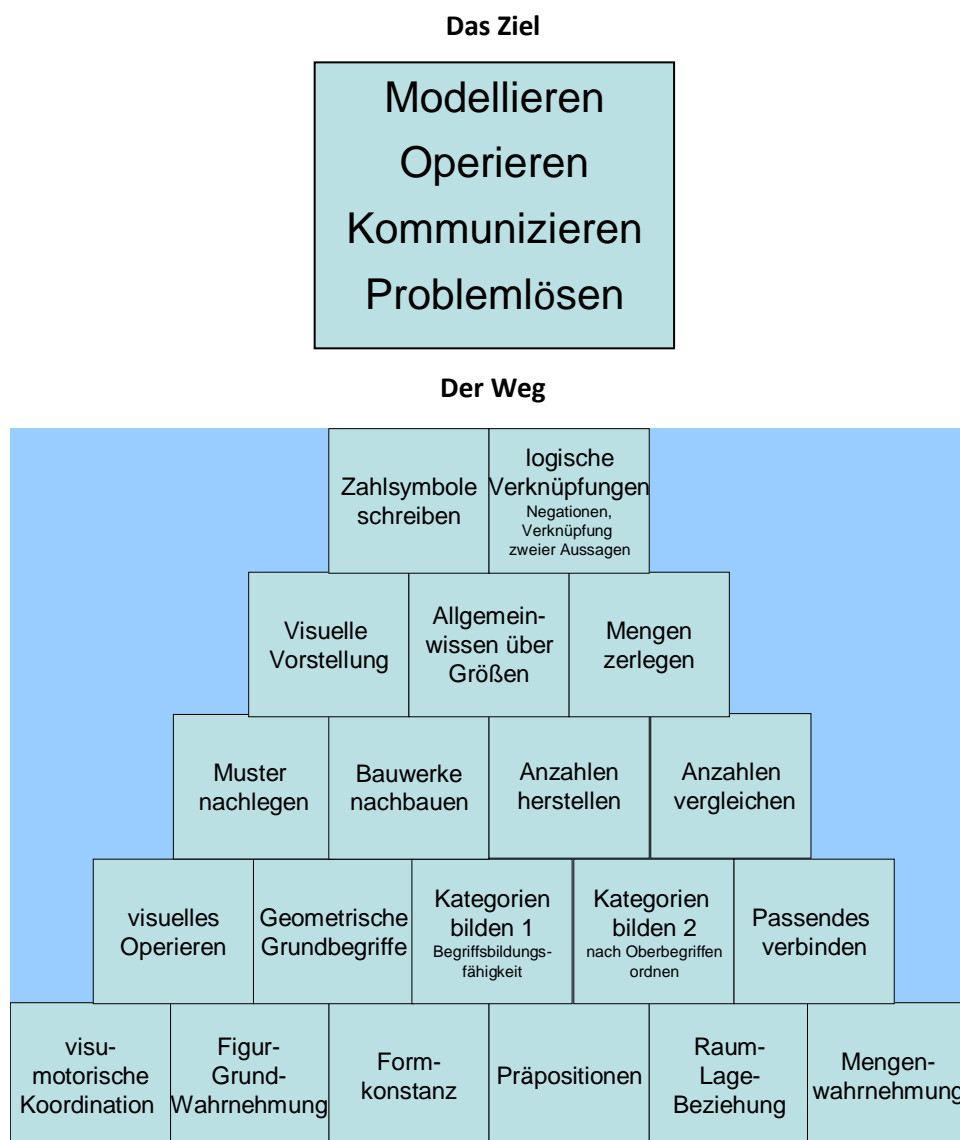 Das Ziel
Modellieren
Operieren
Kommunizieren
Problemlösen
Der Weg
Zahlsymbole
schreiben
logische
Verknüpfungen
Negationen,
Verknüpfung
zweier Aussagen
Visuelle
Vorstellung
Allgemein-
wissen über
Größen
Mengen
zerlegen
Muster
nachlegen
Bauwerke
nachbauen
Anzahlen
herstellen
Anzahlen
vergleichen
visuelles
Operieren
Geometrische
Grundbegriffe
Kategorien
bilden 1
Begriffsbildungs-
fähigkeit
Kategorien
bilden 2
nach Oberbegriffen
ordnen
Passendes
verbinden
visu-
motorische
Koordination
Figur-
Grund-
Wahrnehmung
Form-
konstanz
Präpositionen
Raum-
Lage-
Beziehung
Mengen-
wahrnehmung